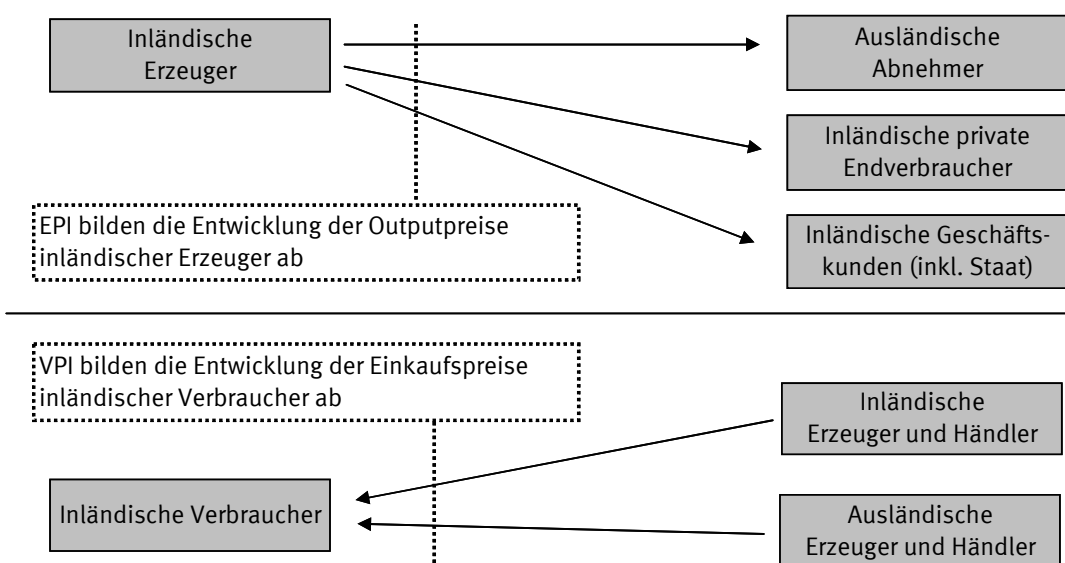 Inländische
Erzeuger
Ausländische
Abnehmer
Inländische private
Endverbraucher
EPI bilden die Entwicklung der Outputpreise
inländischer Erzeuger ab
Inländische Geschäfts-
kunden (inkl. Staat)
VPI bilden die Entwicklung der Einkaufspreise
inländischer Verbraucher ab
Inländische
Erzeuger und Händler
Inländische Verbraucher
Ausländische
Erzeuger und Händler